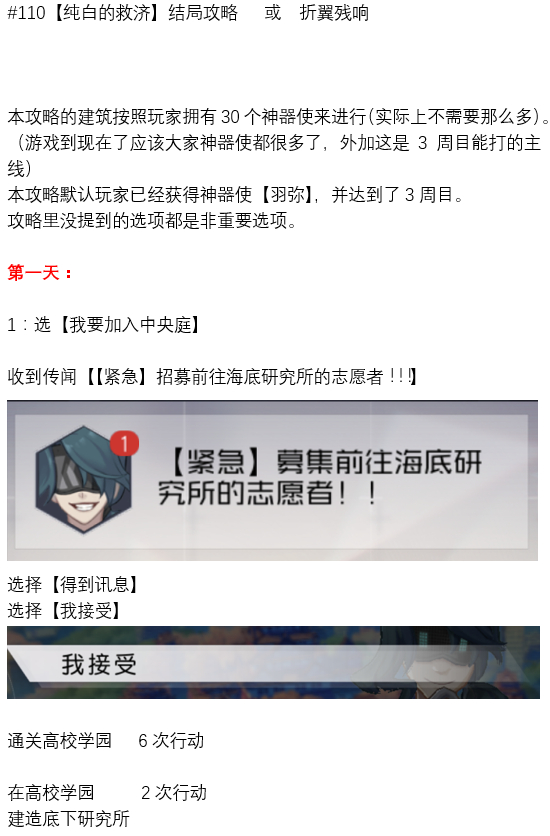 #110【纯白的救济】结局攻略 或 折翼残响
本攻略的建筑按照玩家拥有 30 个神器使来进行(实际上不需要那么多)。
（游戏到现在了应该大家神器使都很多了，外加这是 3 周目能打的主
线）
本攻略默认玩家已经获得神器使【羽弥】，并达到了 3 周目。
攻略里没提到的选项都是非重要选项。
第一天：
1：选【我要加入中央庭】
收到传闻【【紧急】招募前往海底研究所的志愿者！！！】
1
【紧急】募集前往海底研
究所的志愿者！！
选择【得到讯息】
选择【我接受】
我接受
通关高校学园 6 次行动
在高校学园 2 次行动
建造底下研究所